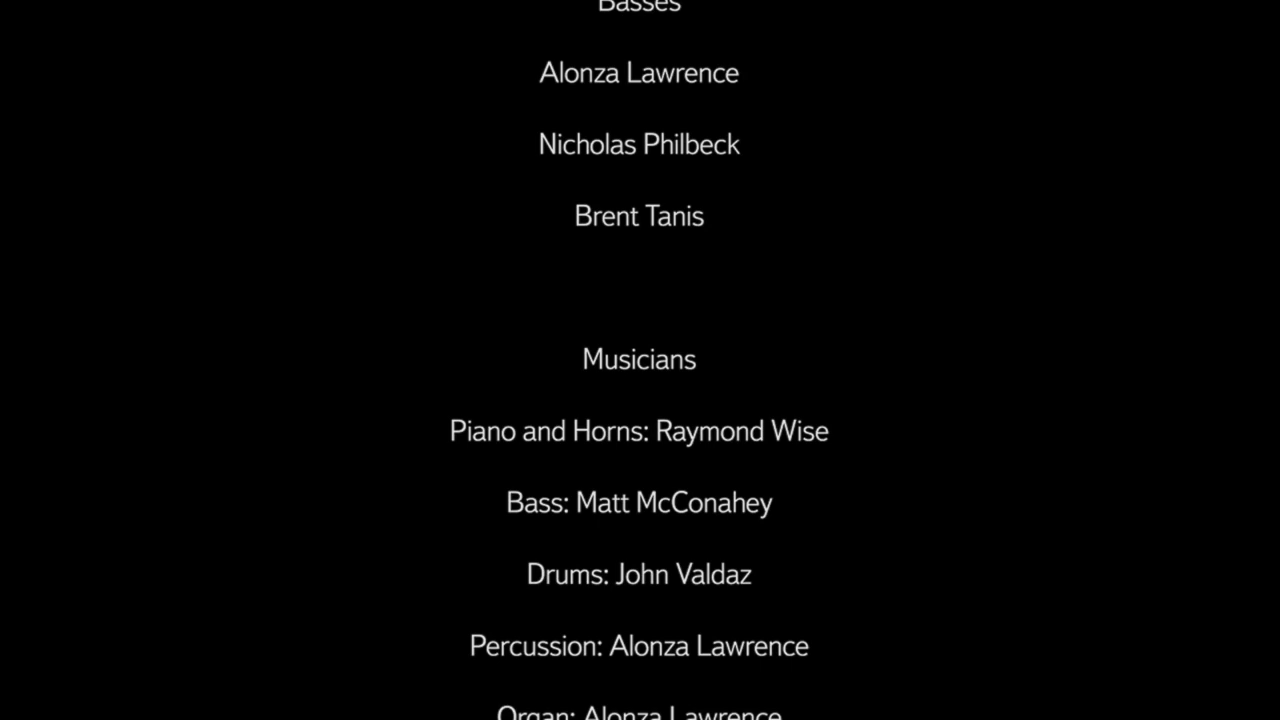 Basses
Alonza Lawrence
Nicholas Philbeck
Brent Tanis
Musicians
Piano and Horns: Raymond Wise
Bass: Matt McConahey
Drums: John Valdaz
Percussion: Alonza Lawrence
Organ: Alonza Lawrence